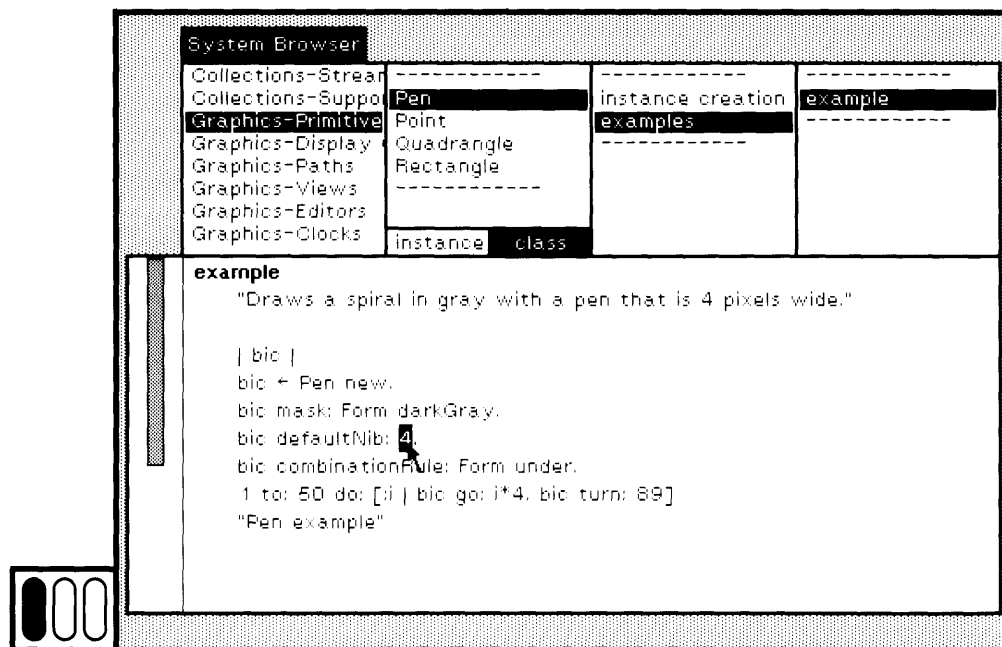 System Browser
Collections-Strear
Collections-Suppo
Graphics-Primitive
Graphics-Display
Graphics-Paths
Graphics-Views
Graphics-Editors
Graphics-Clocks
------------
Pen
Point
Quadrangle
Rectangle
------------
instance class
------------
instance creation
examples
------------
------------
example
------------
example
"Draws a spiral in gray with a pen that is 4 pixels wide."
| bic |
bic ← Pen new.
bic mask: Form darkGray.
bic defaultNib: 4.
bic combinationRule: Form under.
1 to: 50 do: [:i | bic go: i*4. bic turn: 89]
"Pen example"